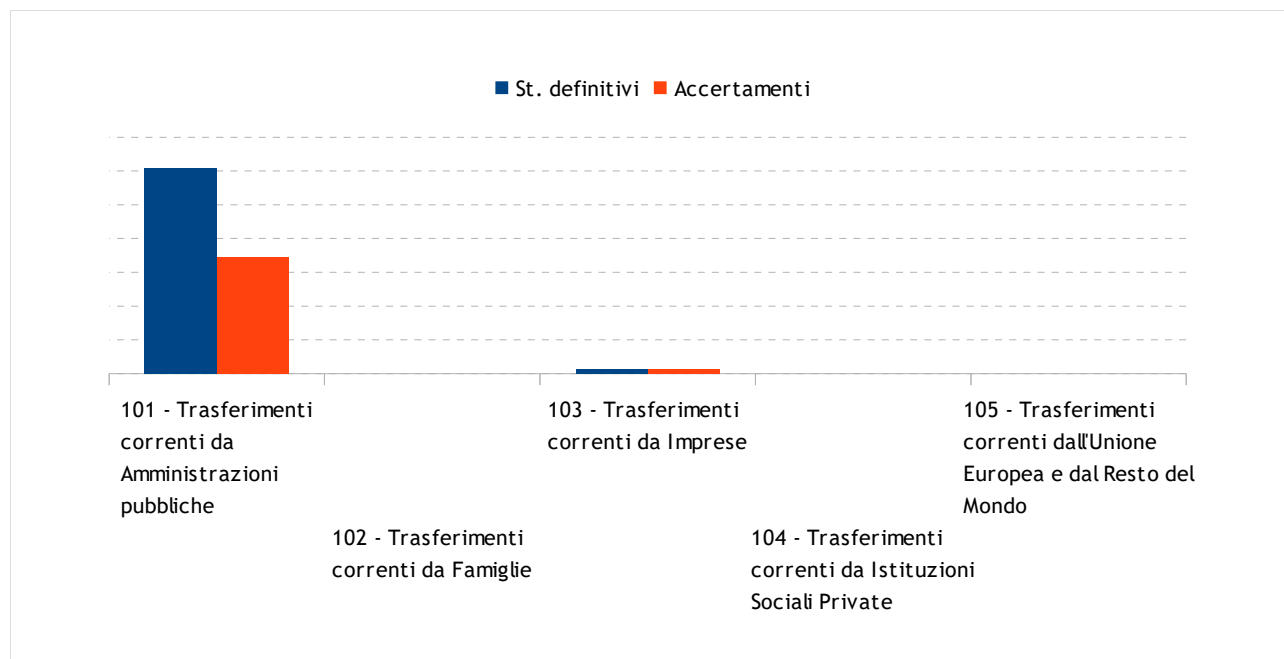 St. definitivi Accertamenti
101 - Trasferimenti
correnti da
Amministrazioni
pubbliche
102 - Trasferimenti
correnti da Famiglie
103 - Trasferimenti
correnti da Imprese
104 - Trasferimenti
correnti da Istituzioni
Sociali Private
105 - Trasferimenti
correnti dall'Unione
Europea e dal Resto del
Mondo